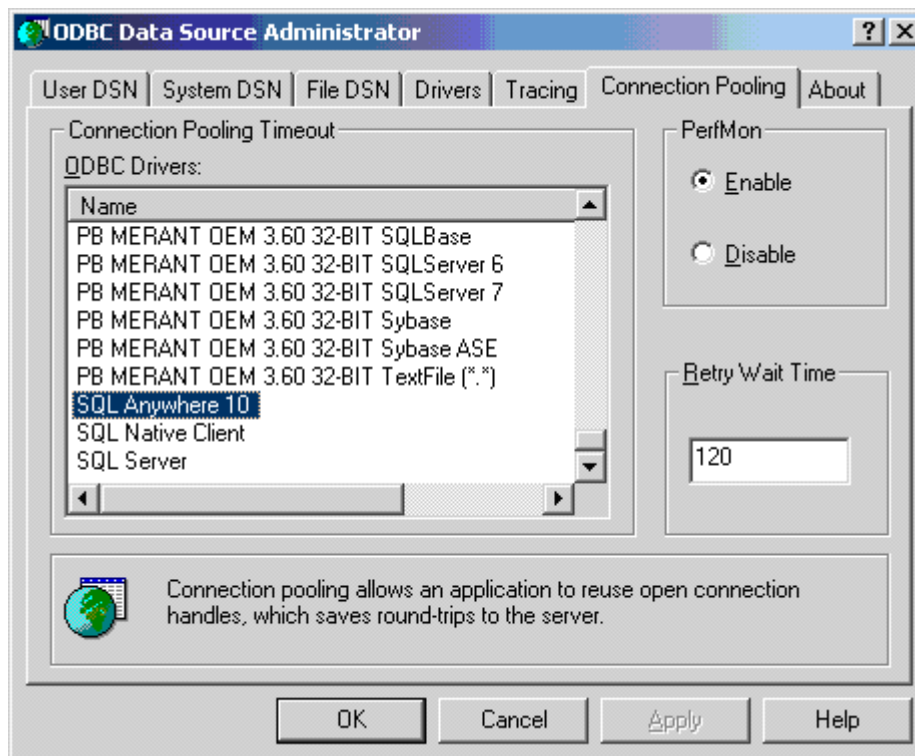 ODBC Data Source Administrator
User DSN System DSN File DSN Drivers Tracing Connection Pooling About
Connection Pooling Timeout
ODBC Drivers:
Name
PB MERANT OEM 3.60 32-BIT SQLBase
PB MERANT OEM 3.60 32-BIT SQLServer 6
PB MERANT OEM 3.60 32-BIT SQLServer 7
PB MERANT OEM 3.60 32-BIT Sybase
PB MERANT OEM 3.60 32-BIT Sybase ASE
PB MERANT OEM 3.60 32-BIT TextFile (*.*)
SQL Anywhere 10
SQL Native Client
SQL Server
PerfMon
Enable
Disable
Retry Wait Time
120
Connection pooling allows an application to reuse open connection
handles, which saves round-trips to the server.
OK Cancel Apply Help